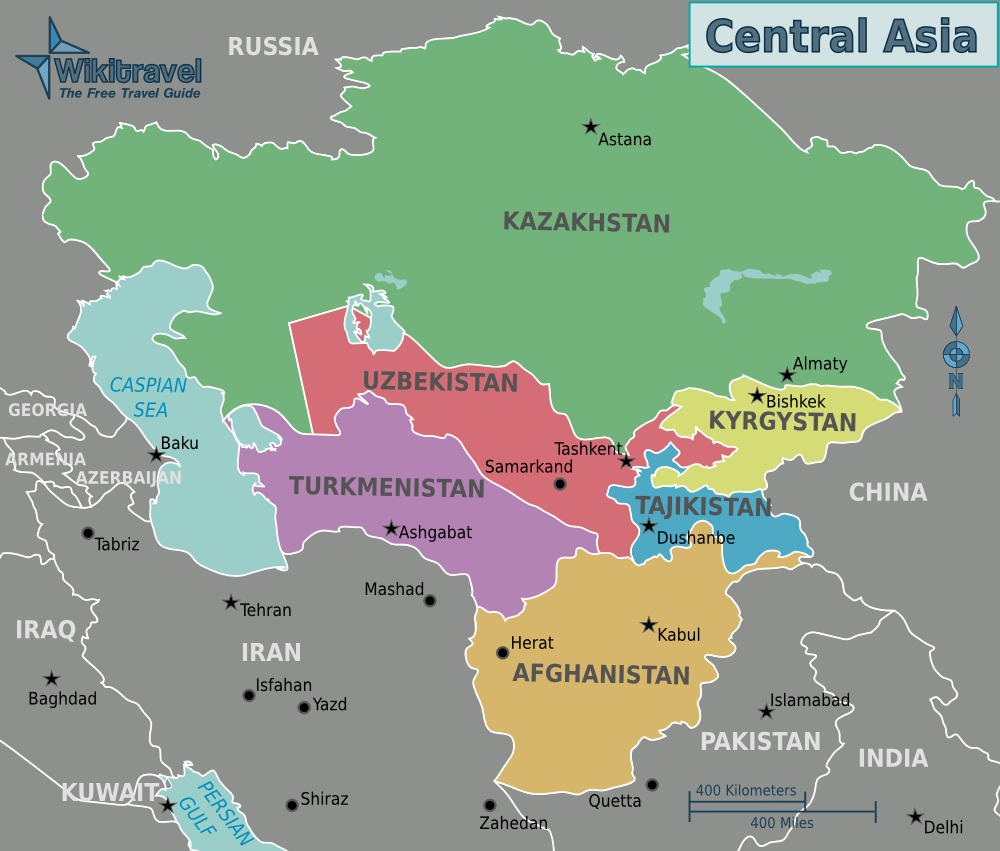 Central Asia
RUSSIA
Wikitravel
The Free Travel Guide
Astana
KAZAKHSTAN
Almaty
Bishkek
CASPIAN
SEA
UZBEKISTAN
N
GEORGIA
KYRGYSTAN
Baku
Tashkent
ARMENIA
Samarkand
AZERBAIJAN
TURKMENISTAN
CHINA
TAJIKISTAN
Ashgabat
Dushanbe
Tabriz
Mashad
Tehran
IRAQ
Herat
Kabul
IRAN
AFGHANISTAN
Baghdad
Isfahan
Yazd
Islamabad
PAKISTAN
INDIA
KUWAIT
PERSIAN
GULF
Shiraz
Quetta
400 Kilometers
Zahedan
400 Miles
Delhi